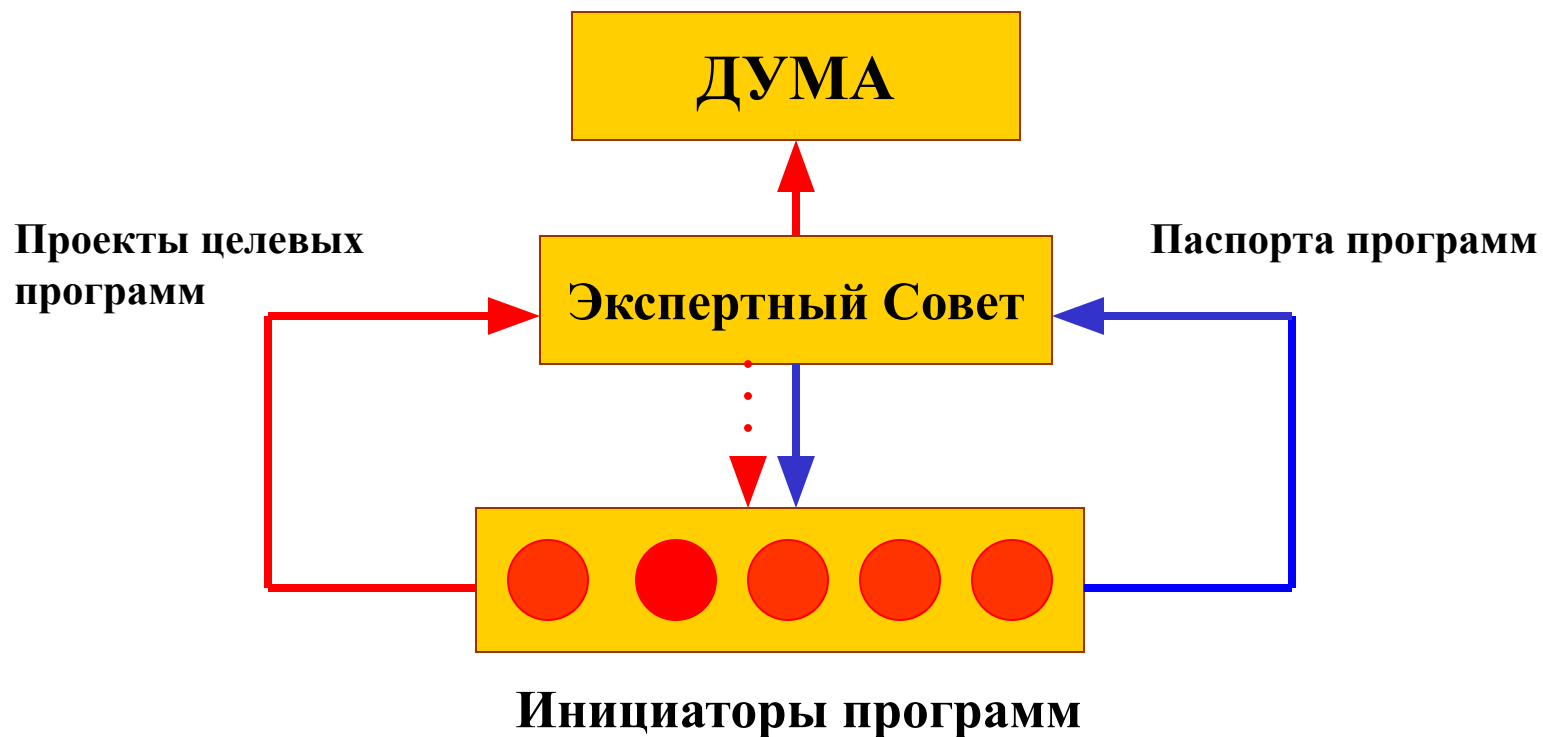 ДУМА
Проекты целевых
программ
Паспорта программ
Экспертный Совет
Инициаторы программ